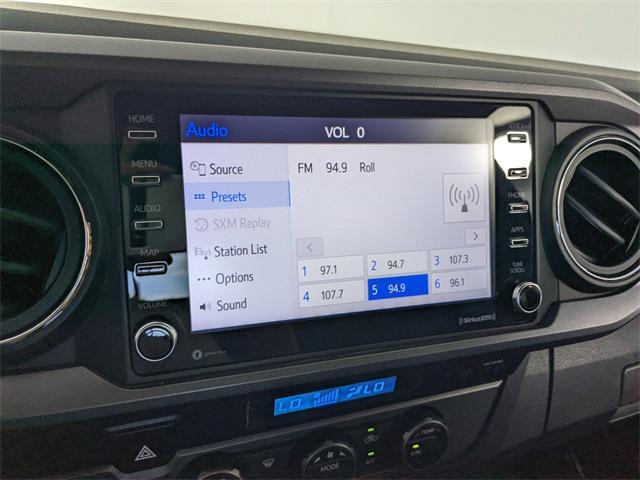 HOME
MENU
AUDIO
MAP
VOLUME
Audio
VOL 0
Source
Presets
SXM Replay
Station List
Options
Sound
FM 94.9 Roll
1 97.1 2 94.7 3 107.3
4 107.7 5 94.9 6 96.1
SiriusXM
PHONE
APPS
TUNE
SCROLL
LO LO
MODE
A/C
TEMP
SYNC